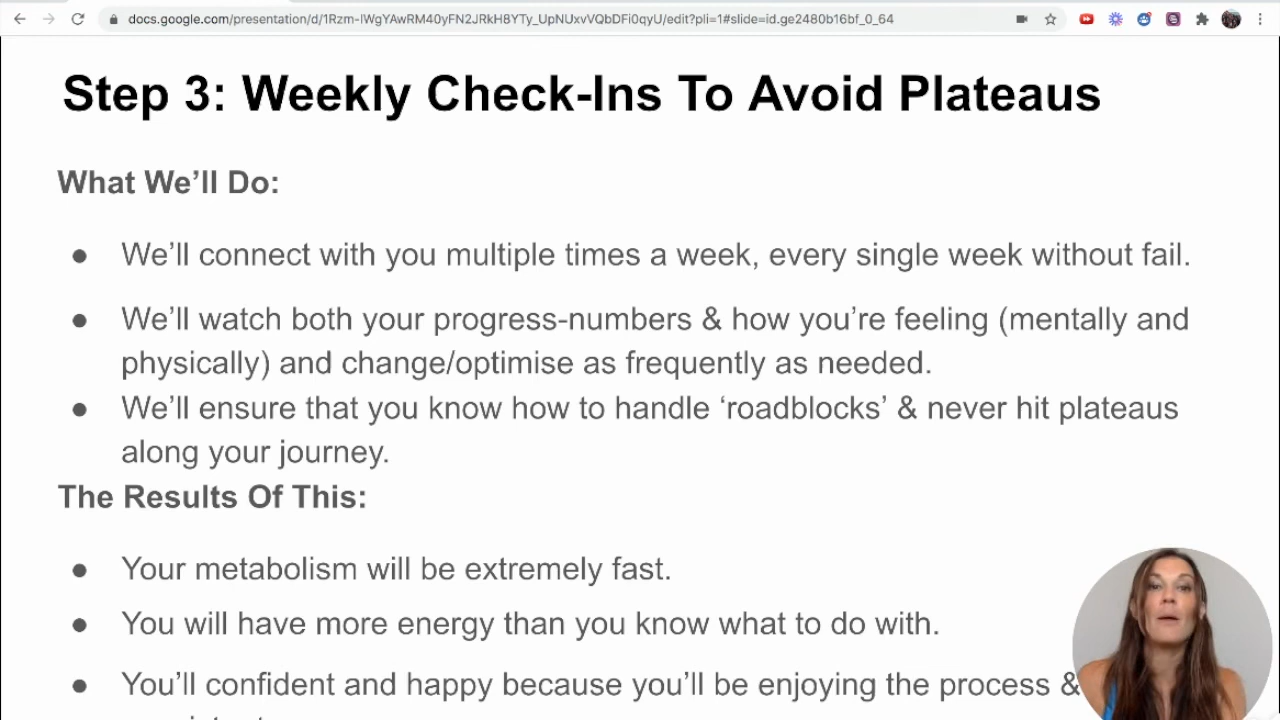 docs.google.com/presentation/d/1Rzm-IWgYAwRM40yFN2JRkH8YTy_UpNUxvVQbDFi0qyU/edit?pli=1#slide=id.ge2480b16bf_0_64
Step 3: Weekly Check-Ins To Avoid Plateaus
What We’ll Do:
● We’ll connect with you multiple times a week, every single week without fail.
● We’ll watch both your progress-numbers & how you’re feeling (mentally and
physically) and change/optimise as frequently as needed.
● We’ll ensure that you know how to handle ‘roadblocks’ & never hit plateaus
along your journey.
The Results Of This:
● Your metabolism will be extremely fast.
● You will have more energy than you know what to do with.
● You’ll confident and happy because you’ll be enjoying the process &